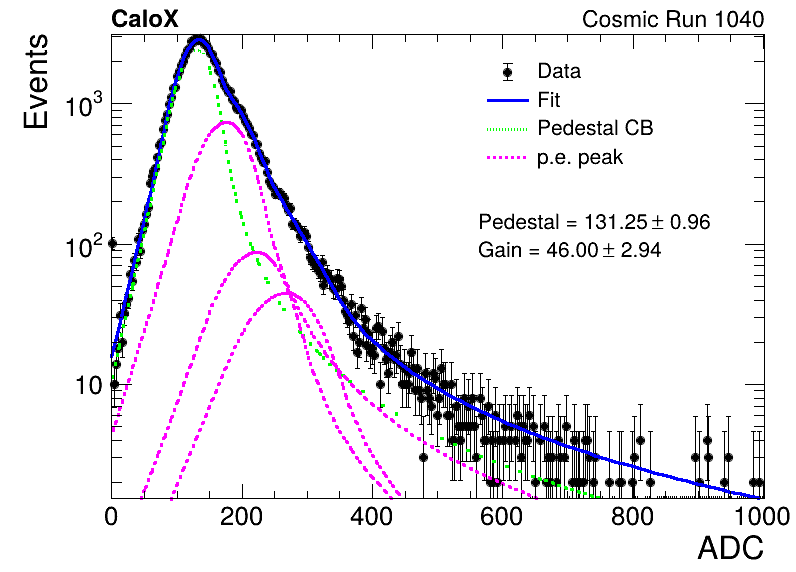 CaloX Cosmic Run 1040
Events
Data
Fit
Pedestal CB
p.e. peak
Pedestal = 131.25 ± 0.96
Gain = 46.00 ± 2.94
10³
10²
10
0 200 400 600 800 1000
ADC